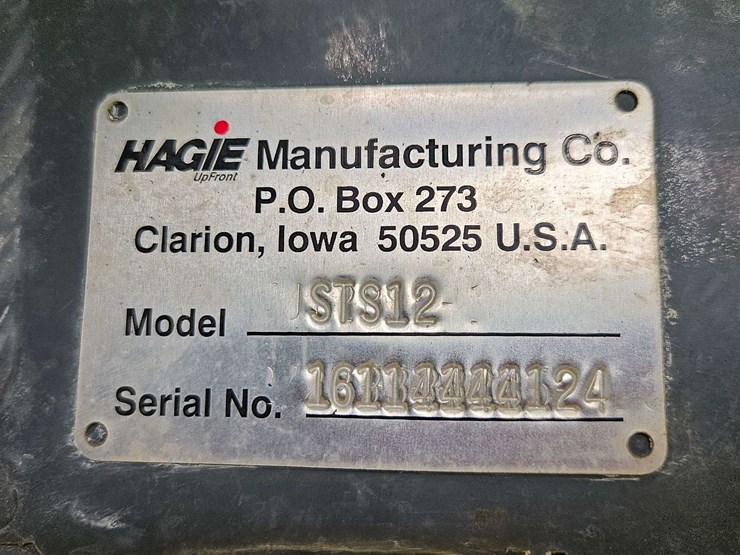 HAGIE Manufacturing Co.
UpFront
P.O. Box 273
Clarion, Iowa 50525 U.S.A.
Model STS12
Serial No.